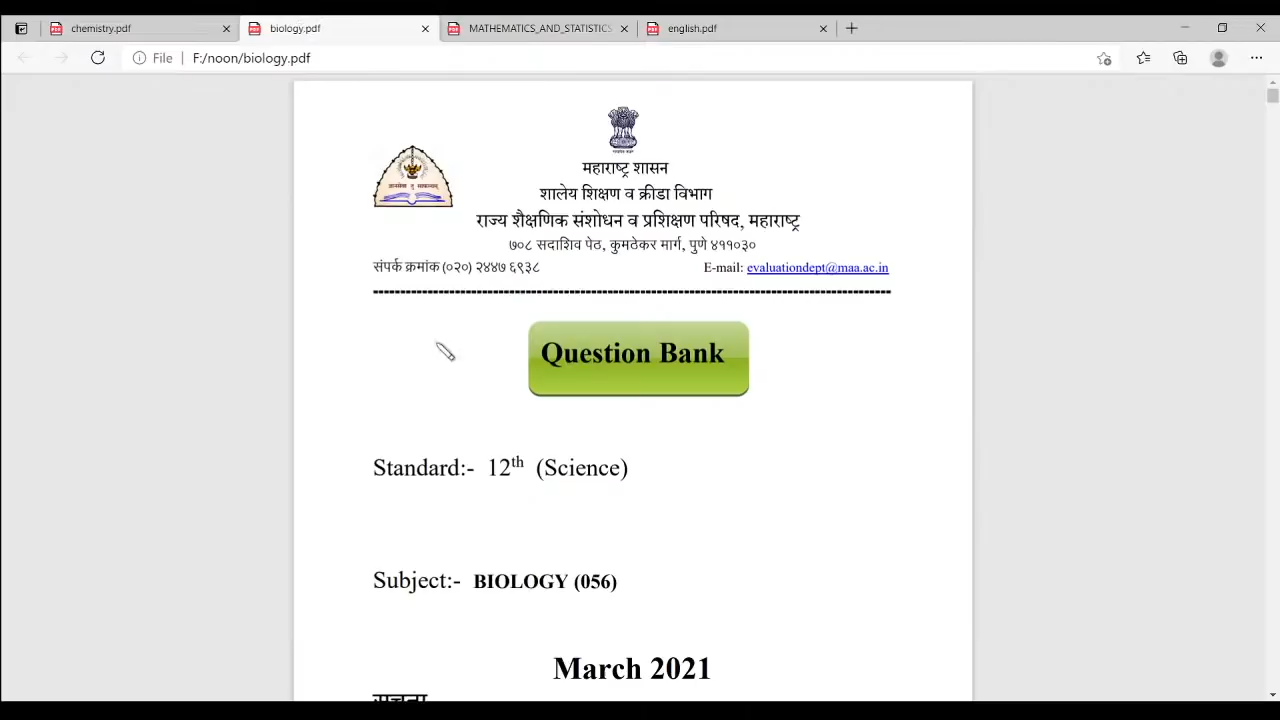 chemistry.pdf
biology.pdf
MATHEMATICS_AND_STATISTICS
english.pdf
File
F:/noon/biology.pdf
महाराष्ट्र शासन
शालेय शिक्षण व क्रीडा विभाग
राज्य शैक्षणिक संशोधन व प्रशिक्षण परिषद, महाराष्ट्र
७०८ सदाशिव पेठ, कुमठेकर मार्ग, पुणे ४११०३०
संपर्क क्रमांक (०२०) २४४७ ६९३८ E-mail: evaluationdept@maa.ac.in
Question Bank
Standard:- 12th (Science)
Subject:- BIOLOGY (056)
March 2021